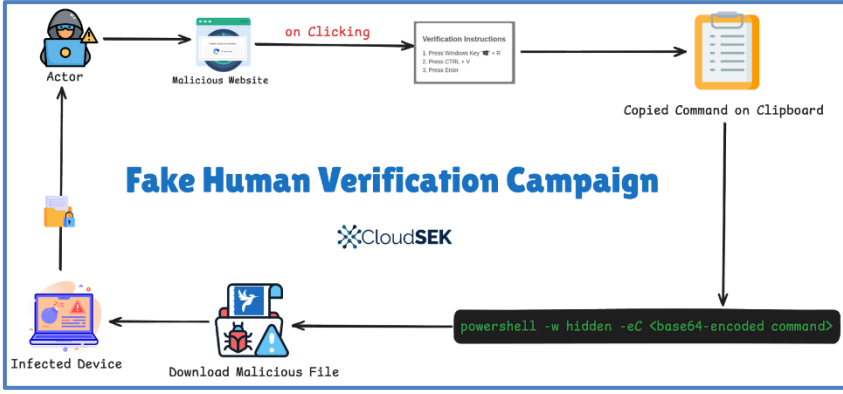 on Clicking
Verification Instructions
1. Press Windows Key "⊞" + R
2. Press CTRL + V
3. Press Enter
Actor
Malicious Website
Copied Command on Clipboard
Fake Human Verification Campaign
CloudSEK
powershell -w hidden -eC <base64-encoded command>
Infected Device
Download Malicious File